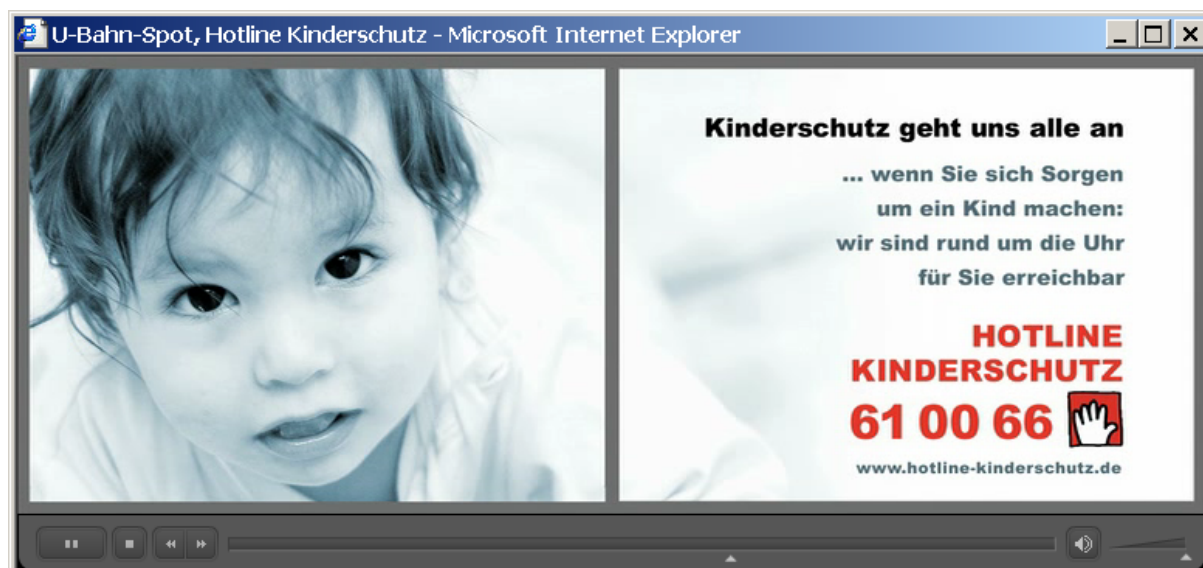 U-Bahn-Spot, Hotline Kinderschutz - Microsoft Internet Explorer
Kinderschutz geht uns alle an
... wenn Sie sich Sorgen
um ein Kind machen:
wir sind rund um die Uhr
für Sie erreichbar
HOTLINE
KINDERSCHUTZ
61 00 66
www.hotline-kinderschutz.de